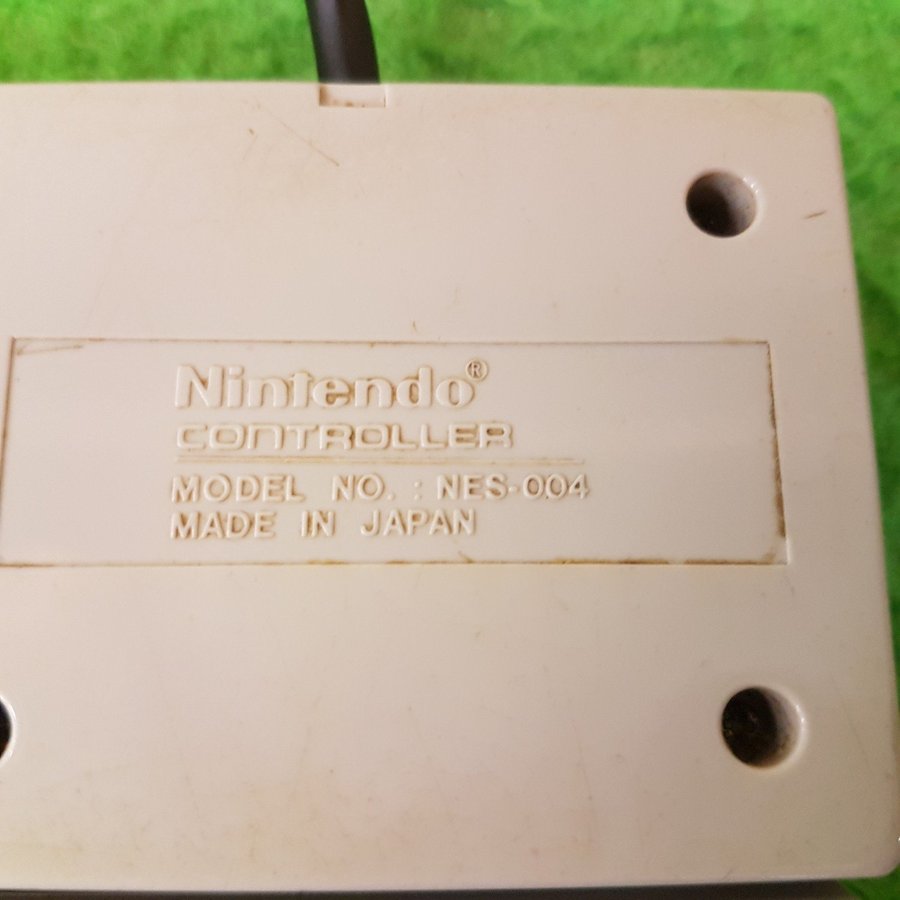 Nintendo®
CONTROLLER
MODEL NO. : NES-004
MADE IN JAPAN